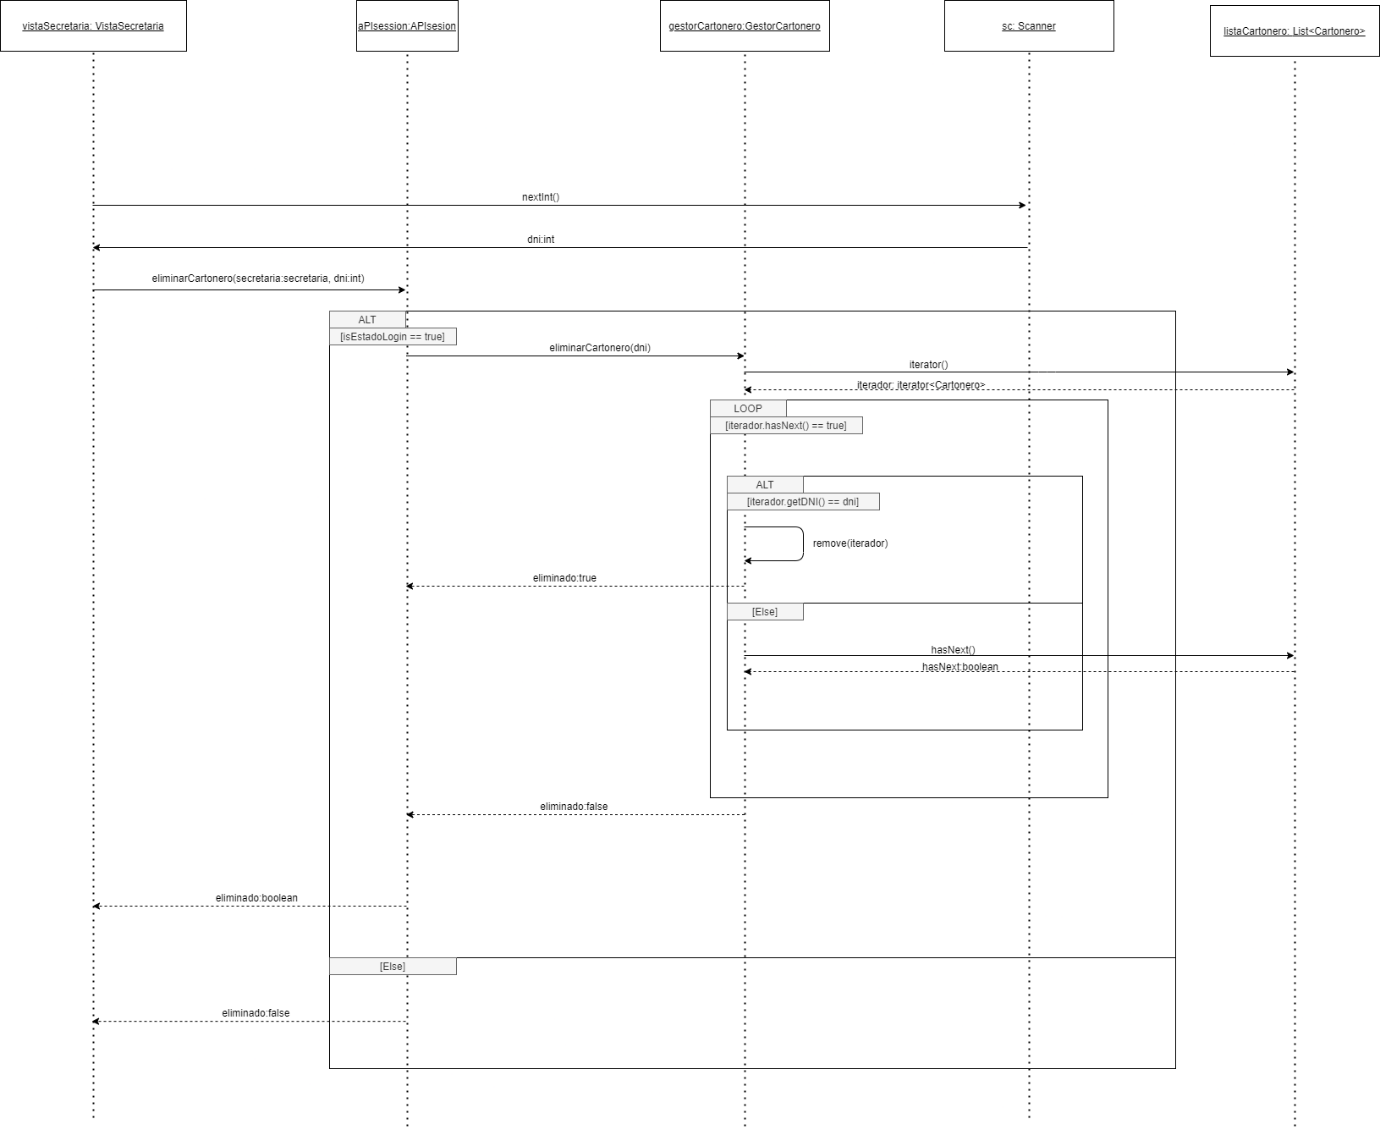 vistaSecretaria: VistaSecretaria
aPIsession:APIsesion
gestorCartonero:GestorCartonero
sc: Scanner
listaCartonero: List<Cartonero>
nextInt()
dni:int
eliminarCartonero(secretaria:secretaria, dni:int)
ALT
[isEstadoLogin == true]
eliminarCartonero(dni)
iterator()
iterador: iterator<Cartonero>
LOOP
[iterador.hasNext() == true]
ALT
[iterador.getDNI() == dni]
remove(iterador)
eliminado:true
[Else]
hasNext()
hasNext:boolean
eliminado:false
eliminado:boolean
[Else]
eliminado:false